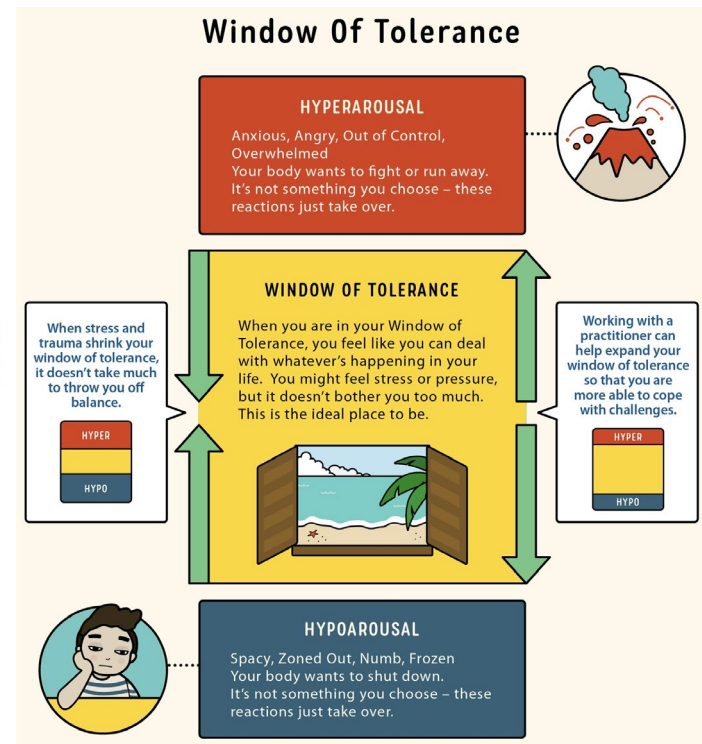 Window Of Tolerance
HYPERAROUSAL
Anxious, Angry, Out of Control,
Overwhelmed
Your body wants to fight or run away.
It's not something you choose – these
reactions just take over.
When stress and
trauma shrink your
window of tolerance,
it doesn't take much
to throw you off
balance.
HYPER
HYPO
WINDOW OF TOLERANCE
When you are in your Window of
Tolerance, you feel like you can deal
with whatever's happening in your
life. You might feel stress or pressure,
but it doesn't bother you too much.
This is the ideal place to be.
Working with a
practitioner can
help expand your
window of tolerance
so that you are
more able to cope
with challenges.
HYPER
HYPO
HYPOAROUSAL
Spacy, Zoned Out, Numb, Frozen
Your body wants to shut down.
It's not something you choose – these
reactions just take over.